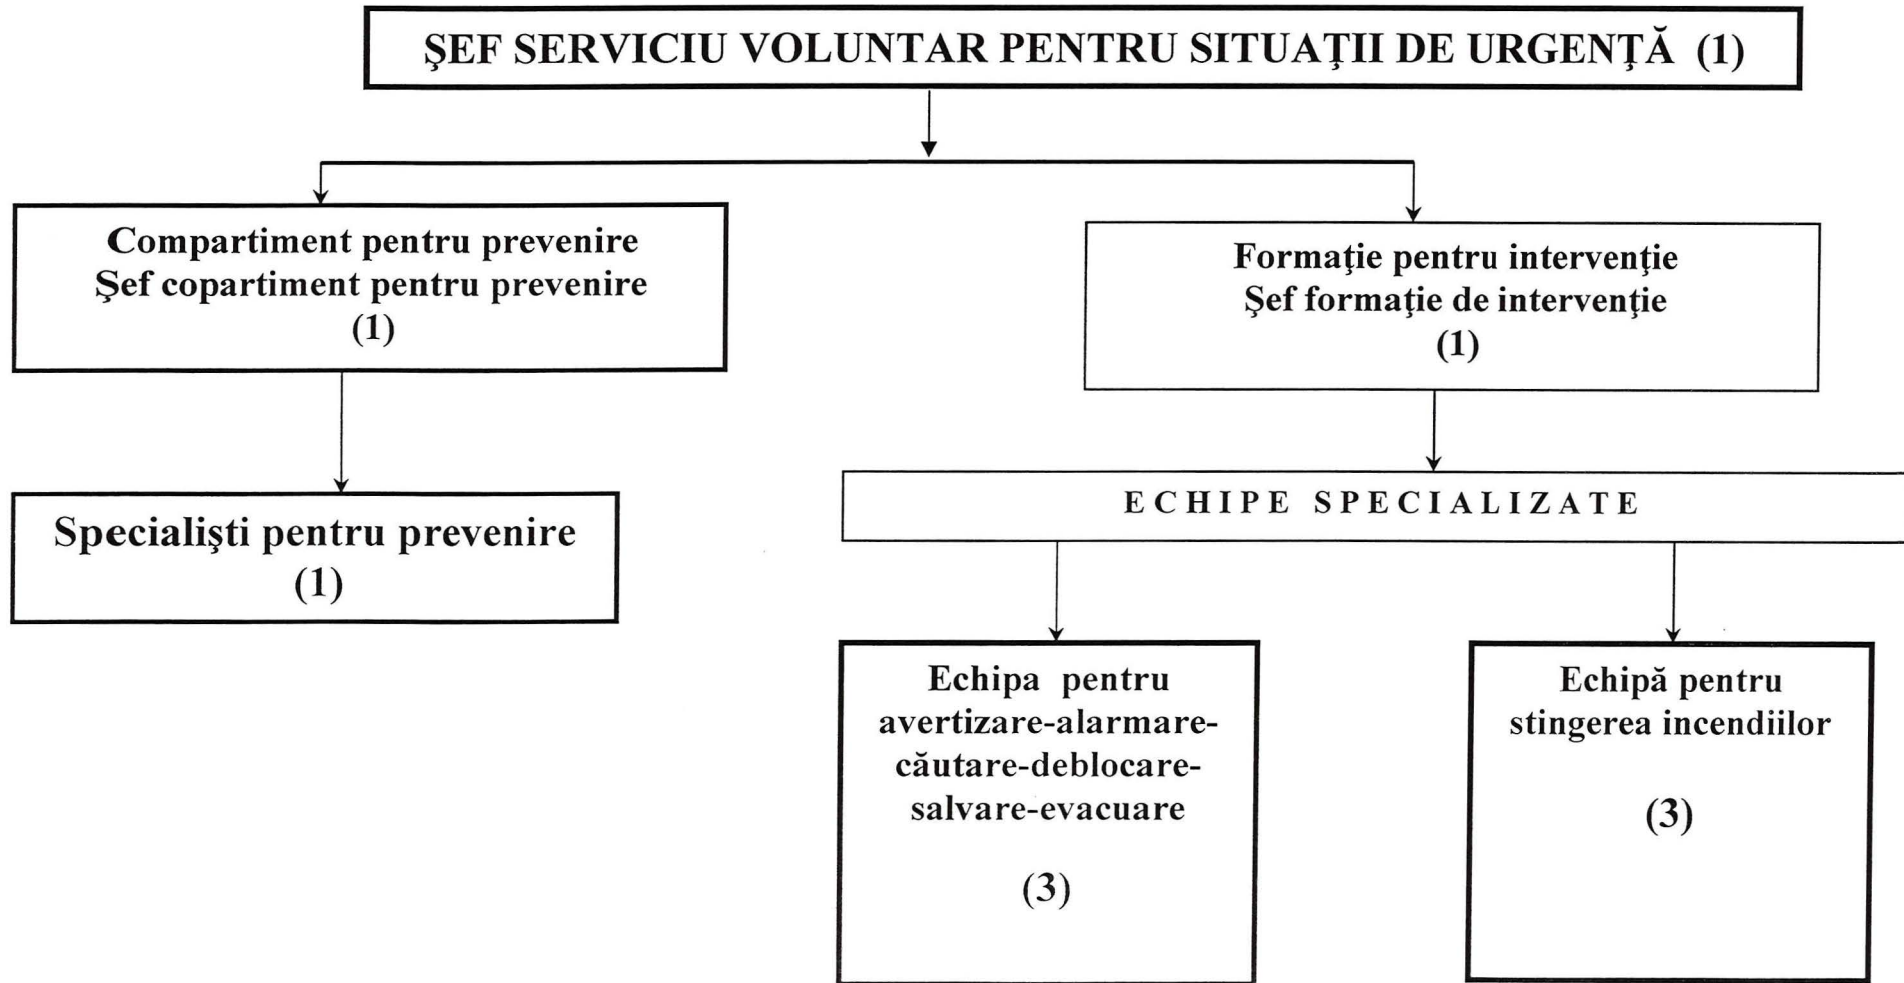 ŞEF SERVICIU VOLUNTAR PENTRU SITUAŢII DE URGENŢĂ (1)
Compartiment pentru prevenire
Şef copartiment pentru prevenire
(1)
Formaţie pentru intervenţie
Şef formaţie de intervenţie
(1)
Specialişti pentru prevenire
(1)
ECHIPE SPECIALIZATE
Echipa pentru
avertizare-alarmare-
căutare-deblocare-
salvare-evacuare
(3)
Echipă pentru
stingerea incendiilor
(3)